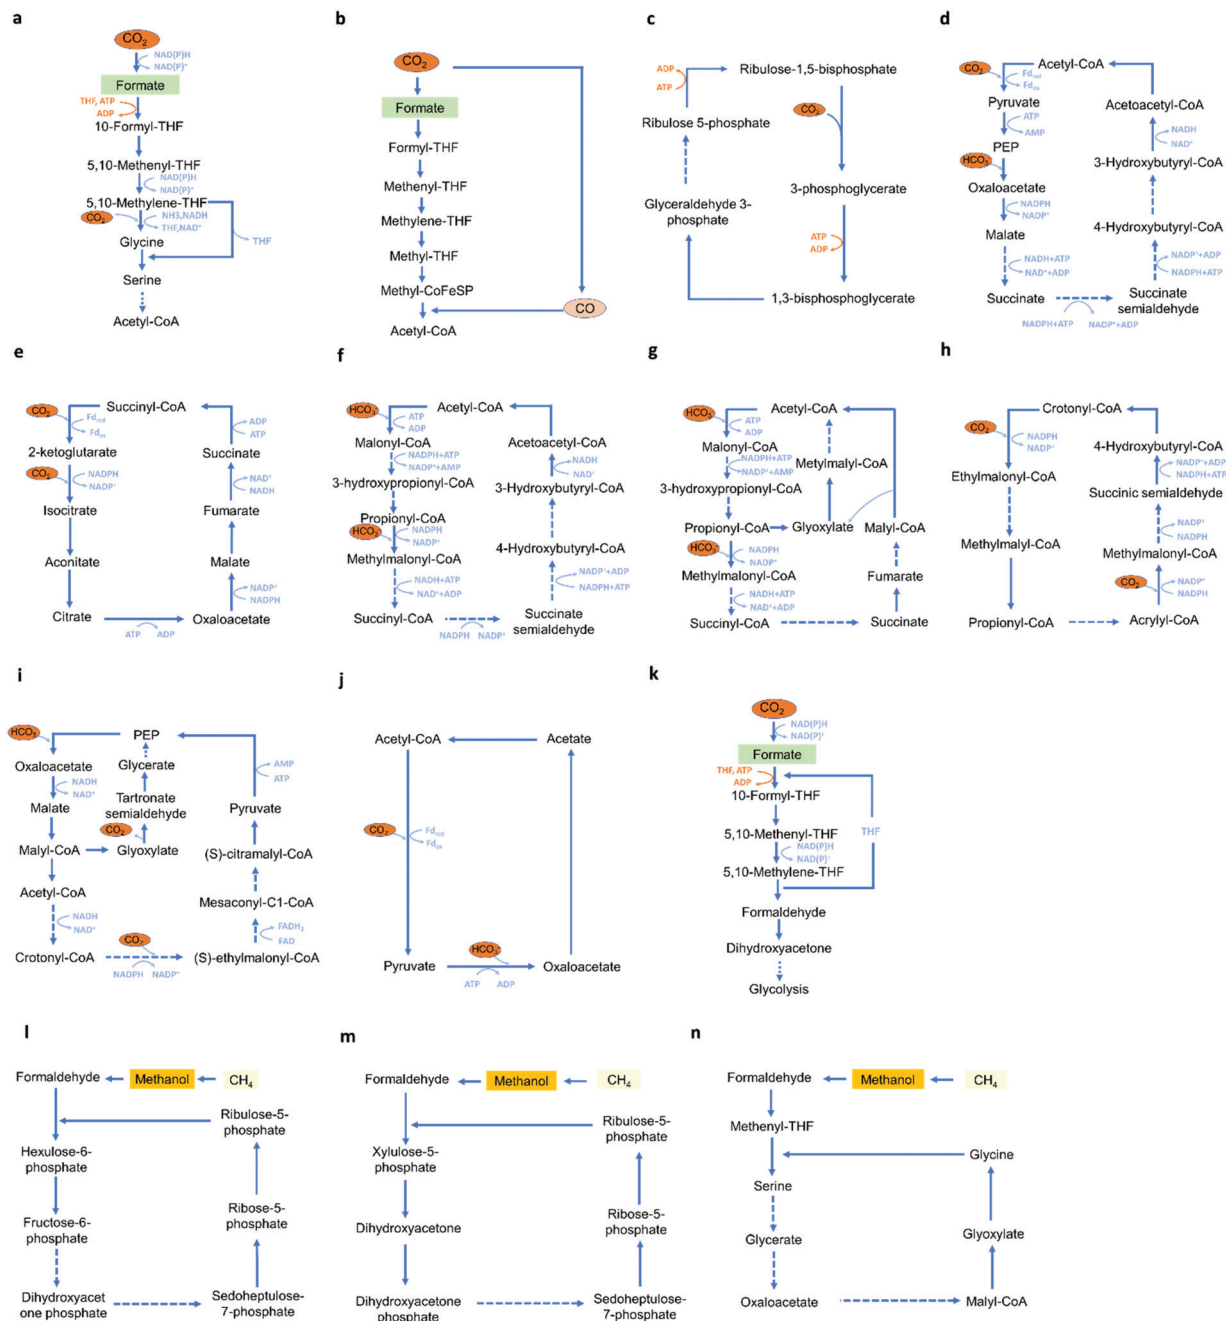 a
CO2
NAD(P)H
NAD(P)+
Formate
THF, ATP
ADP
10-Formyl-THF
5,10-Methenyl-THF
NAD(P)H
NAD(P)+
5,10-Methylene-THF
CO2
NH3,NADH
THF,NAD+
THF
Glycine
Serine
Acetyl-CoA
b
CO2
Formate
Formyl-THF
Methenyl-THF
Methylene-THF
Methyl-THF
Methyl-CoFeSP
CO
Acetyl-CoA
c
ADP
ATP
Ribulose-1,5-bisphosphate
CO2
Ribulose 5-phosphate
3-phosphoglycerate
Glyceraldehyde 3-
phosphate
ATP
ADP
1,3-bisphosphoglycerate
d
CO2
Acetyl-CoA
Fdred
Fdox
Pyruvate
ATP
AMP
PEP
HCO3-
Oxaloacetate
NADPH
NADP+
Malate
NADH+ATP
NAD++ADP
Succinate
NADPH+ATP
NADP++ADP
Succinate
semialdehyde
NADP++ADP
NADPH+ATP
4-Hydroxybutyryl-CoA
3-Hydroxybutyryl-CoA
NADH
NAD+
Acetoacetyl-CoA
e
CO2
Succinyl-CoA
Fdred
Fdox
2-ketoglutarate
CO2
NADPH
NADP+
Isocitrate
Aconitate
Citrate
ATP
ADP
Oxaloacetate
NADP+
NADPH
Malate
Fumarate
NAD+
NADH
Succinate
ADP
ATP
f
HCO3-
Acetyl-CoA
ATP
ADP
Malonyl-CoA
NADPH+ATP
NADP++AMP
3-hydroxypropionyl-CoA
Propionyl-CoA
HCO3-
NADPH
NADP+
Methylmalonyl-CoA
NADH+ATP
NAD++ADP
Succinyl-CoA
NADPH
NADP+
Succinate
semialdehyde
NADP++ADP
NADPH+ATP
4-Hydroxybutyryl-CoA
3-Hydroxybutyryl-CoA
NADH
NAD+
Acetoacetyl-CoA
g
HCO3-
Acetyl-CoA
ATP
ADP
Malonyl-CoA
NADPH+ATP
NADP++AMP
Metylmalyl-CoA
3-hydroxypropionyl-CoA
Propionyl-CoA
Glyoxylate
Malyl-CoA
HCO3-
NADPH
NADP+
Methylmalonyl-CoA
NADH+ATP
NAD++ADP
Fumarate
Succinyl-CoA
Succinate
h
Crotonyl-CoA
CO2
NADPH
NADP+
Ethylmalonyl-CoA
Methylmalyl-CoA
Propionyl-CoA
Acrylyl-CoA
CO2
NADP+
NADPH
Methylmalonyl-CoA
NADP+
NADPH
Succinic semialdehyde
NADP++ADP
NADPH+ATP
4-Hydroxybutyryl-CoA
i
HCO3-
PEP
Oxaloacetate
NADH
NAD+
Malate
Glycerate
Tartronate
semialdehyde
CO2
Malyl-CoA
Glyoxylate
Acetyl-CoA
NADH
NAD+
Crotonyl-CoA
CO2
NADPH
NADP+
(S)-ethylmalonyl-CoA
FADH2
FAD
Mesaconyl-C1-CoA
(S)-citramalyl-CoA
Pyruvate
AMP
ATP
j
Acetyl-CoA
Acetate
CO2
Fdred
Fdox
Pyruvate
HCO3-
ATP
ADP
Oxaloacetate
k
CO2
NAD(P)H
NAD(P)+
Formate
THF, ATP
ADP
10-Formyl-THF
5,10-Methenyl-THF
THF
NAD(P)H
NAD(P)+
5,10-Methylene-THF
Formaldehyde
Dihydroxyacetone
Glycolysis
l
Formaldehyde
Methanol
CH4
Ribulose-5-
phosphate
Hexulose-6-
phosphate
Fructose-6-
phosphate
Ribose-5-
phosphate
Dihydroxyacet
one phosphate
Sedoheptulose-
7-phosphate
m
Formaldehyde
Methanol
CH4
Ribulose-5-
phosphate
Xylulose-5-
phosphate
Dihydroxyacetone
Ribose-5-
phosphate
Dihydroxyacetone
phosphate
Sedoheptulose-
7-phosphate
n
Formaldehyde
Methanol
CH4
Methenyl-THF
Glycine
Serine
Glycerate
Glyoxylate
Oxaloacetate
Malyl-CoA